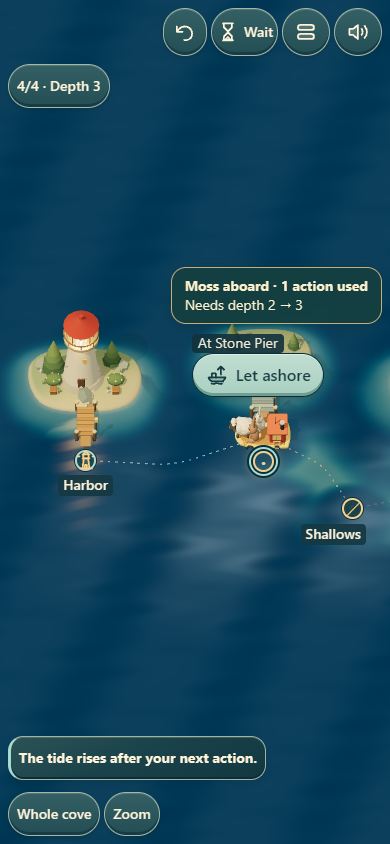 Wait
4/4 · Depth 3
Moss aboard · 1 action used
Needs depth 2 → 3
At Stone Pier
Let ashore
Harbor
Shallows
The tide rises after your next action.
Whole cove
Zoom